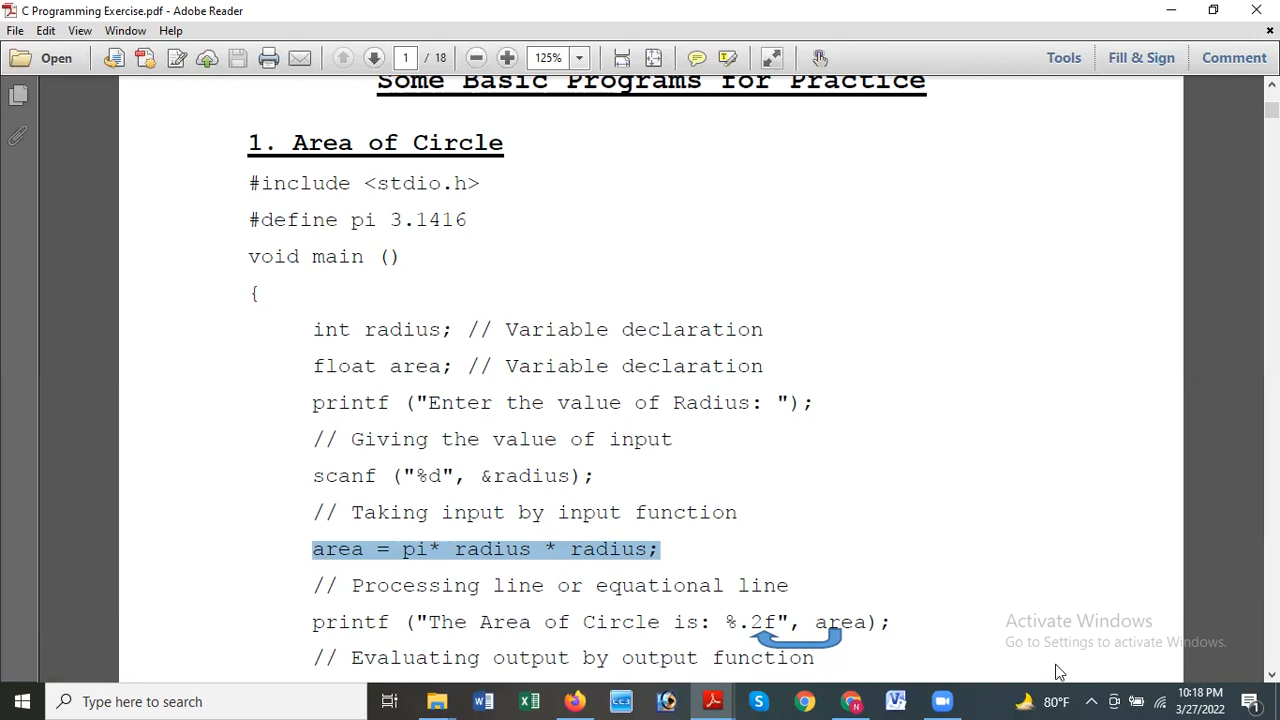 C Programming Exercise.pdf - Adobe Reader
File Edit View Window Help
Open 1 / 18 125% Tools Fill & Sign Comment
Some Basic Programs for Practice
1. Area of Circle
#include <stdio.h>
#define pi 3.1416
void main ()
{
int radius; // Variable declaration
float area; // Variable declaration
printf ("Enter the value of Radius: ");
// Giving the value of input
scanf ("%d", &radius);
// Taking input by input function
area = pi* radius * radius;
// Processing line or equational line
printf ("The Area of Circle is: %.2f", area);
// Evaluating output by output function
Activate Windows
Go to Settings to activate Windows.
Type here to search
80°F
10:18 PM
3/27/2022
1